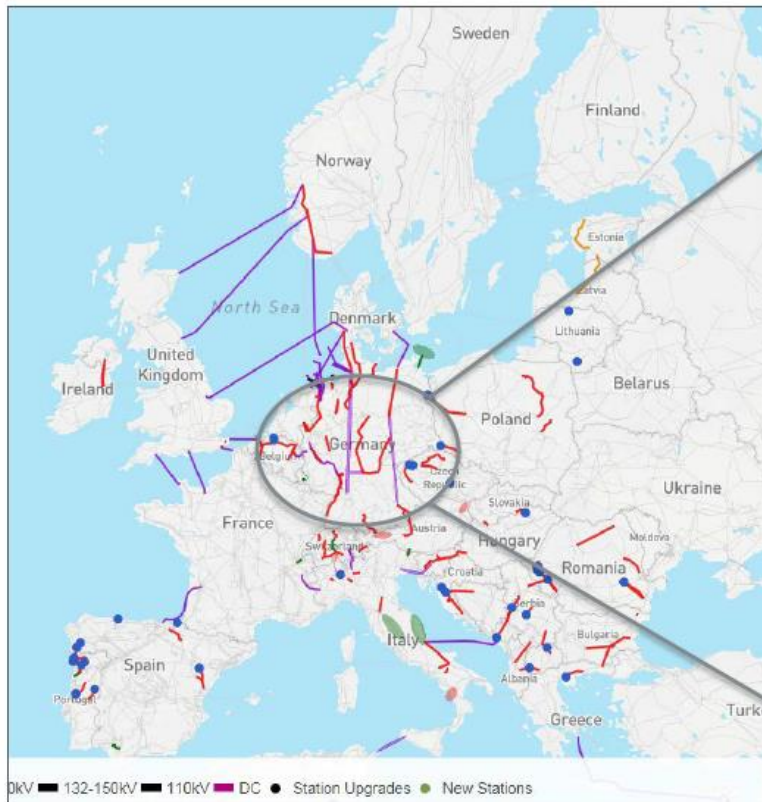 Sweden
Finland
Norway
Estonia
Latvia
North Sea
Denmark
Lithuania
United
Kingdom
Ireland
Belarus
Poland
Germany
Belgium
Czech
Republic
Ukraine
Slovakia
France
Austria
Moldova
Switzerland
Hungary
Romania
Croatia
Serbia
Italy
Bulgaria
Spain
Portugal
Albania
Greece
Turke
0kV 132-150kV 110kV DC Station Upgrades New Stations